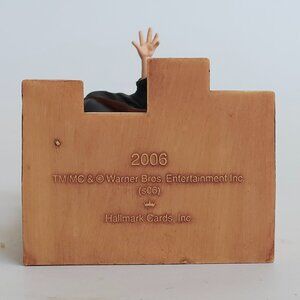 2006
TM MC & © Warner Bros. Entertainment Inc.
(s06)
Hallmark Cards, Inc.